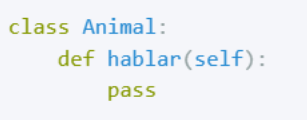 class Animal:
    def hablar(self):
        pass